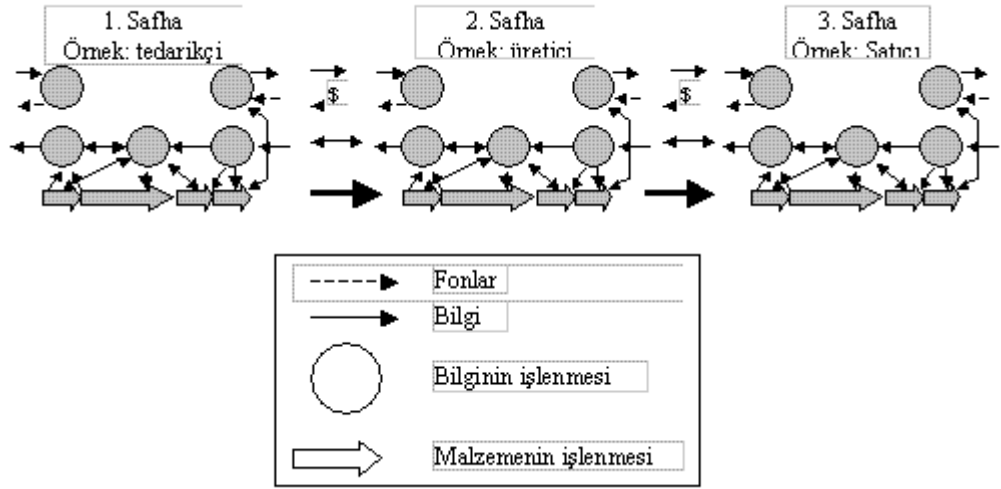 1. Safha
Örnek: tedarikçi
2. Safha
Örnek: üretici
3. Safha
Örnek: Satıcı
$
$
Fonlar
Bilgi
Bilginin işlenmesi
Malzemenin işlenmesi